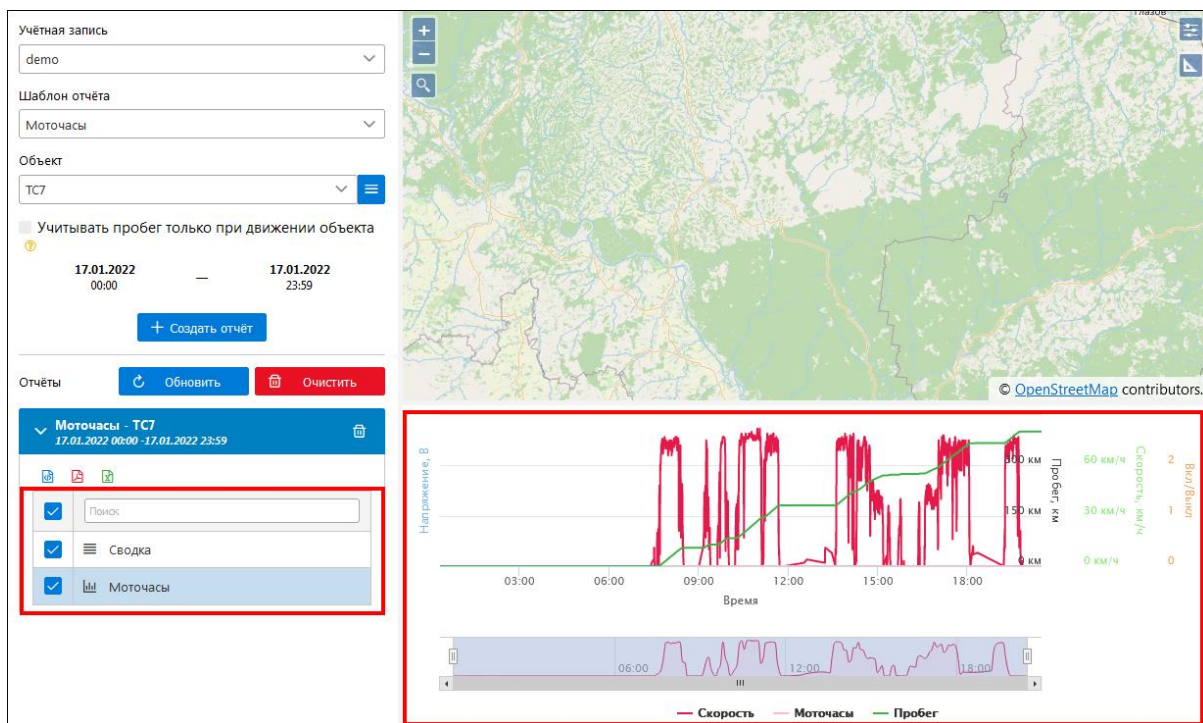 Учётная запись
demo
Шаблон отчёта
Моточасы
Объект
ТС7
Учитывать пробег только при движении объекта
?
17.01.2022 — 17.01.2022
00:00 23:59
+ Создать отчёт
Отчёты Обновить Очистить
Моточасы - ТС7
17.01.2022 00:00 -17.01.2022 23:59
Поиск
Сводка
Моточасы
Глазов
+
−
© OpenStreetMap contributors.
Напряжение, В
300 км
150 км
0 км
Пробег, км
60 км/ч
30 км/ч
0 км/ч
Скорость, км/ч
2
1
0
Вкл/Выкл
03:00 06:00 09:00 12:00 15:00 18:00
Время
06:00 12:00 18:00
Скорость Моточасы Пробег